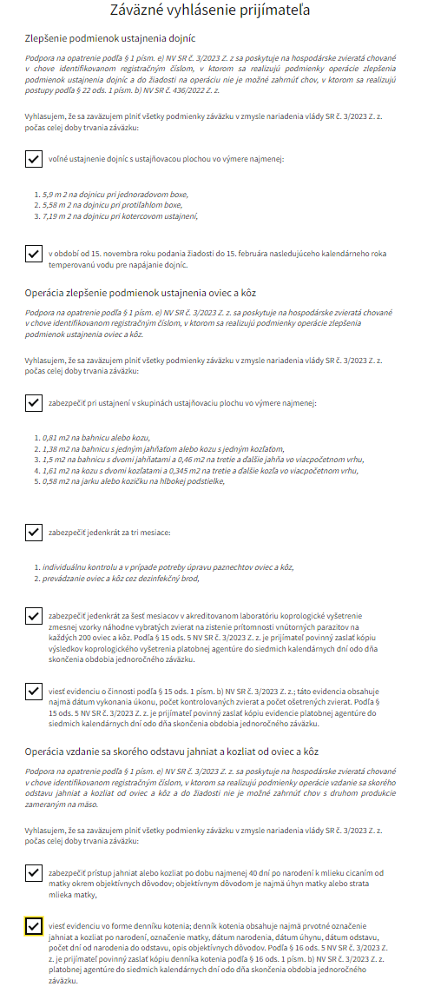 Záväzné vyhlásenie prijímateľa
Zlepšenie podmienok ustajnenia dojníc
Podpora na opatrenie podľa § 1 písm. e) NV SR č. 3/2023 Z. z sa poskytuje na hospodárske zvieratá chované
v chove identifikovanom registračným číslom, v ktorom sa realizujú podmienky operácie zlepšenia
podmienok ustajnenia dojníc a do žiadosti na operáciu nie je možné zahrnúť chov, v ktorom sa realizujú
postupy podľa § 22 ods. 1 písm. b) NV SR č. 436/2022 Z. z.
Vyhlasujem, že sa zaväzujem plniť všetky podmienky záväzku v zmysle nariadenia vlády SR č. 3/2023 Z. z.
počas celej doby trvania záväzku:
voľné ustajnenie dojníc s ustajňovacou plochou vo výmere najmenej:
1. 5,9 m 2 na dojnicu pri jednoradovom boxe,
2. 5,58 m 2 na dojnicu pri protiľahlom boxe,
3. 7,19 m 2 na dojnicu pri kotercovom ustajnení,
v období od 15. novembra roku podania žiadosti do 15. februára nasledujúceho kalendárneho roka
temperovanú vodu pre napájanie dojníc.
Operácia zlepšenie podmienok ustajnenia oviec a kôz
Podpora na opatrenie podľa § 1 písm. e) NV SR č. 3/2023 Z. z. sa poskytuje na hospodárske zvieratá chované
v chove identifikovanom registračným číslom, v ktorom sa realizujú podmienky operácie zlepšenia
podmienok ustajnenia oviec a kôz.
Vyhlasujem, že sa zaväzujem plniť všetky podmienky záväzku v zmysle nariadenia vlády SR č. 3/2023 Z. z.
počas celej doby trvania záväzku:
zabezpečiť pri ustajnení v skupinách ustajňovaciu plochu vo výmere najmenej:
1. 0,81 m2 na bahnicu alebo kozu,
2. 1,38 m2 na bahnicu s jedným jahňaťom alebo kozu s jedným kozľaťom,
3. 1,5 m2 na bahnicu s dvomi jahňatami a 0,46 m2 na tretie a ďalšie jahňa vo viacpočetnom vrhu,
4. 1,61 m2 na kozu s dvomi kozľatami a 0,345 m2 na tretie a ďalšie kozľa vo viacpočetnom vrhu,
5. 0,58 m2 na jarku alebo kozičku na hlbokej podstielke,
zabezpečiť jedenkrát za tri mesiace:
1. individuálnu kontrolu a v prípade potreby úpravu paznechtov oviec a kôz,
2. prevádzanie oviec a kôz cez dezinfekčný brod,
zabezpečiť jedenkrát za šesť mesiacov v akreditovanom laboratóriu koprologické vyšetrenie
zmesnej vzorky náhodne vybratých zvierat na zistenie prítomnosti vnútorných parazitov na
každých 200 oviec a kôz. Podľa § 15 ods. 5 NV SR č. 3/2023 Z. z. je prijímateľ povinný zaslať kópiu
výsledkov koprologického vyšetrenia platobnej agentúre do siedmich kalendárnych dní odo dňa
skončenia obdobia jednoročného záväzku.
viesť evidenciu o činnosti podľa § 15 ods. 1 písm. b) NV SR č. 3/2023 Z. z.; táto evidencia obsahuje
najmä dátum vykonania úkonu, počet kontrolovaných zvierat a počet ošetrených zvierat. Podľa §
15 ods. 5 NV SR č. 3/2023 Z. z. je prijímateľ povinný zaslať kópiu evidencie platobnej agentúre do
siedmich kalendárnych dní odo dňa skončenia obdobia jednoročného záväzku.
Operácia vzdanie sa skorého odstavu jahniat a kozliat od oviec a kôz
Podpora na opatrenie podľa § 1 písm. e) NV SR č. 3/2023 Z. z. sa poskytuje na hospodárske zvieratá chované
v chove identifikovanom registračným číslom, v ktorom sa realizujú podmienky operácie vzdanie sa skorého
odstavu jahniat a kozliat od oviec a kôz a do žiadosti nie je možné zahrnúť chov s druhom produkcie
zameraným na mäso.
Vyhlasujem, že sa zaväzujem plniť všetky podmienky záväzku v zmysle nariadenia vlády SR č. 3/2023 Z. z.
počas celej doby trvania záväzku:
zabezpečiť prístup jahniat alebo kozliat po dobu najmenej 40 dní po narodení k mlieku cicaním od
matky okrem objektívnych dôvodov; objektívnym dôvodom je najmä úhyn matky alebo strata
mlieka matky,
viesť evidenciu vo forme denníku kotenia; denník kotenia obsahuje najmä prvotné označenie
jahniat a kozliat po narodení, označenie matky, dátum narodenia, dátum úhynu, dátum odstavu,
počet dní od narodenia do odstavu, opis objektívnych dôvodov. Podľa § 16 ods. 5 NV SR č. 3/2023 Z.
z. je prijímateľ povinný zaslať kópiu denníka kotenia podľa § 16 ods. 1 písm. b) NV SR č. 3/2023 Z. z.
platobnej agentúre do siedmich kalendárnych dní odo dňa skončenia obdobia jednoročného
záväzku.